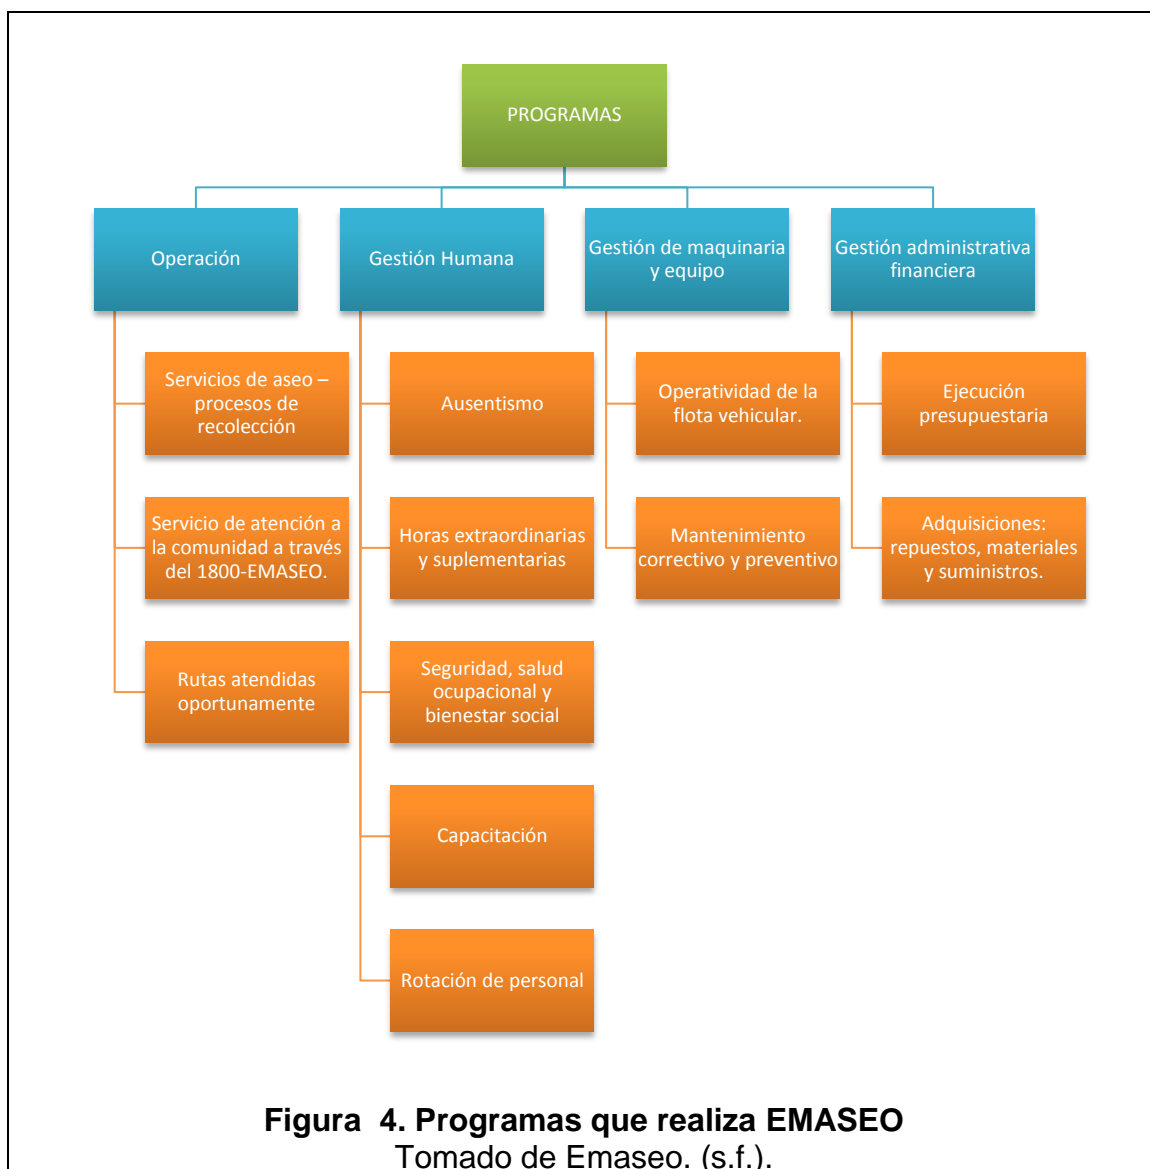 PROGRAMAS
Operación
Gestión Humana
Gestión de maquinaria
y equipo
Gestión administrativa
financiera
Servicios de aseo –
procesos de
recolección
Servicio de atención a
la comunidad a través
del 1800-EMASEO.
Rutas atendidas
oportunamente
Ausentismo
Horas extraordinarias
y suplementarias
Seguridad, salud
ocupacional y
bienestar social
Capacitación
Rotación de personal
Operatividad de la
flota vehicular.
Mantenimiento
correctivo y preventivo
Ejecución
presupuestaria
Adquisiciones:
repuestos, materiales
y suministros.
Figura 4. Programas que realiza EMASEO
Tomado de Emaseo. (s.f.).